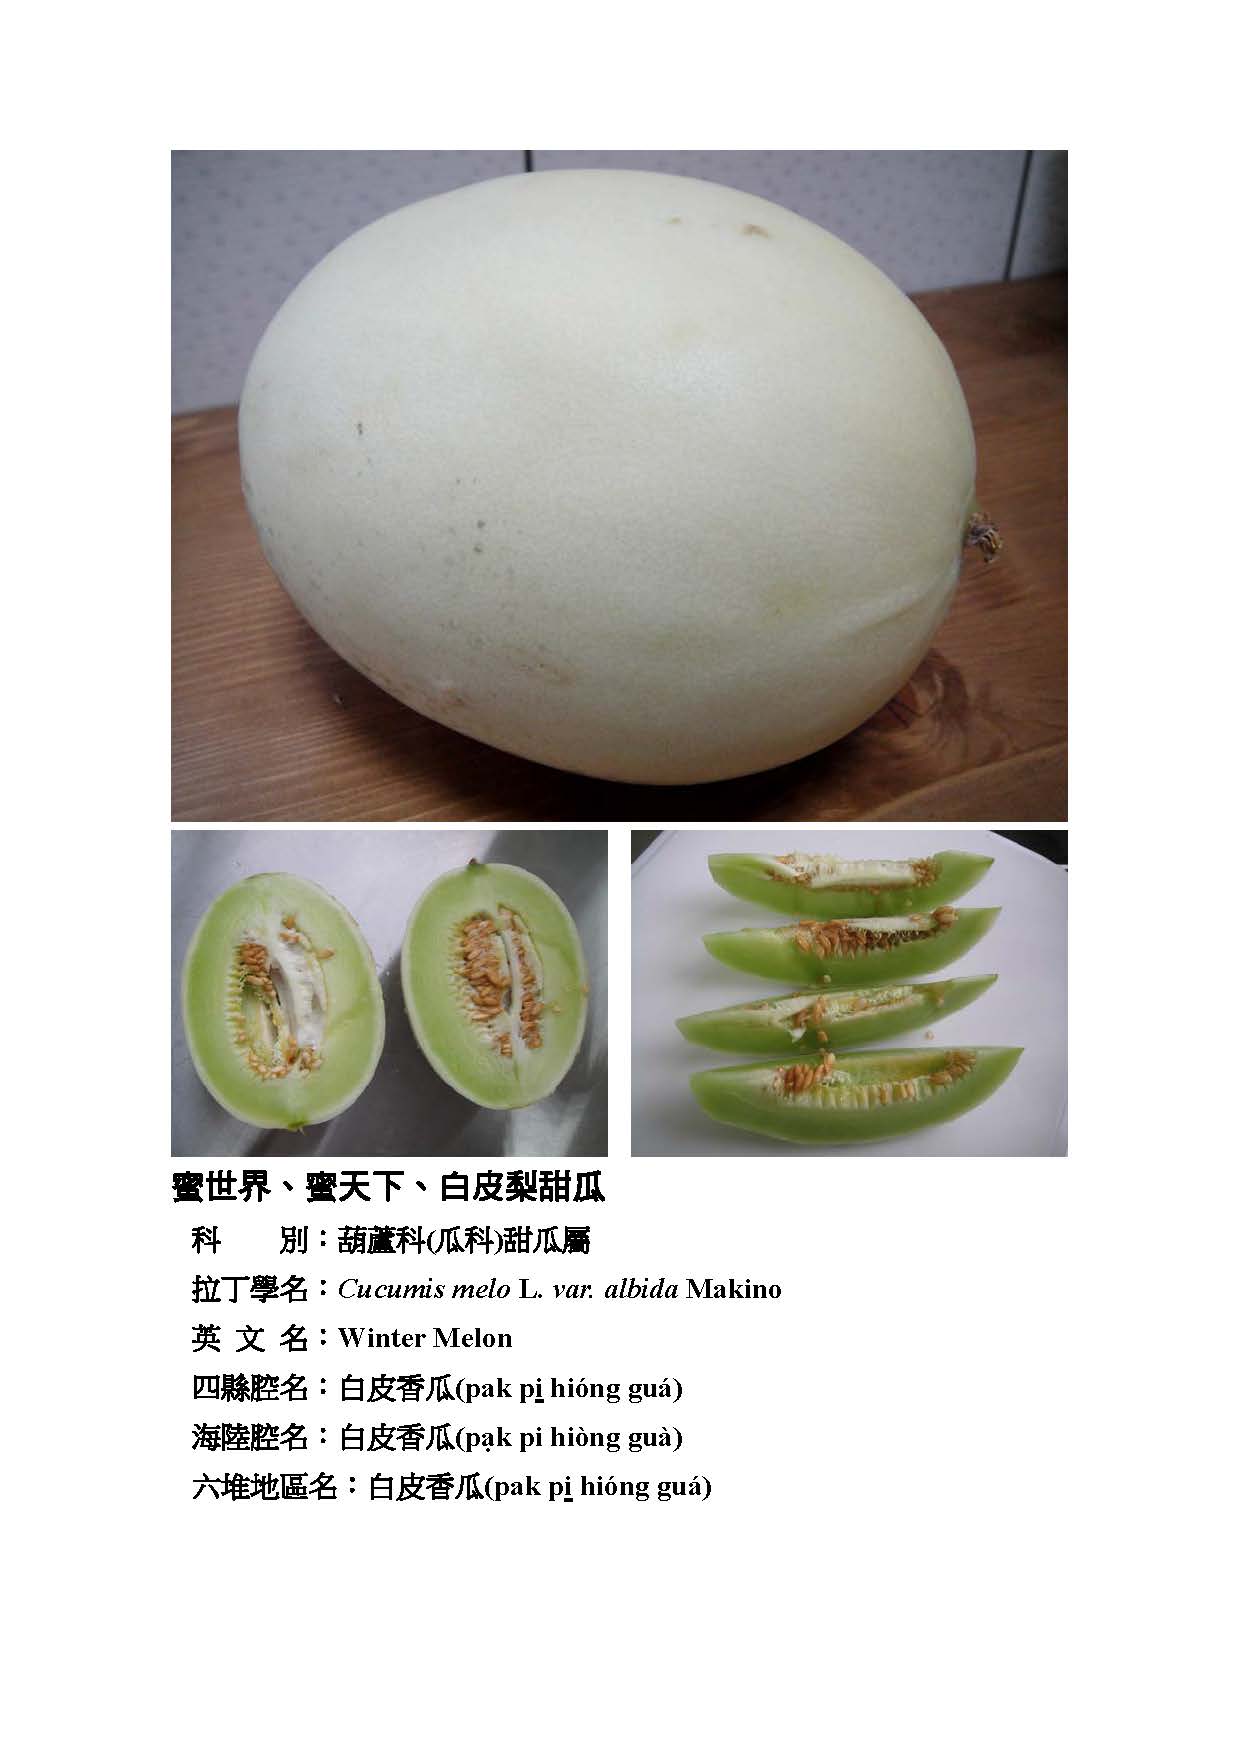 蜜世界、蜜天下、白皮梨甜瓜
科　　別：葫蘆科(瓜科)甜瓜屬
拉丁學名：Cucumis melo L. var. albida Makino
英 文 名：Winter Melon
四縣腔名：白皮香瓜(pak pi̲ hióng guá)
海陸腔名：白皮香瓜(pạk pi hiòng guà)
六堆地區名：白皮香瓜(pak pi̲ hióng guá)